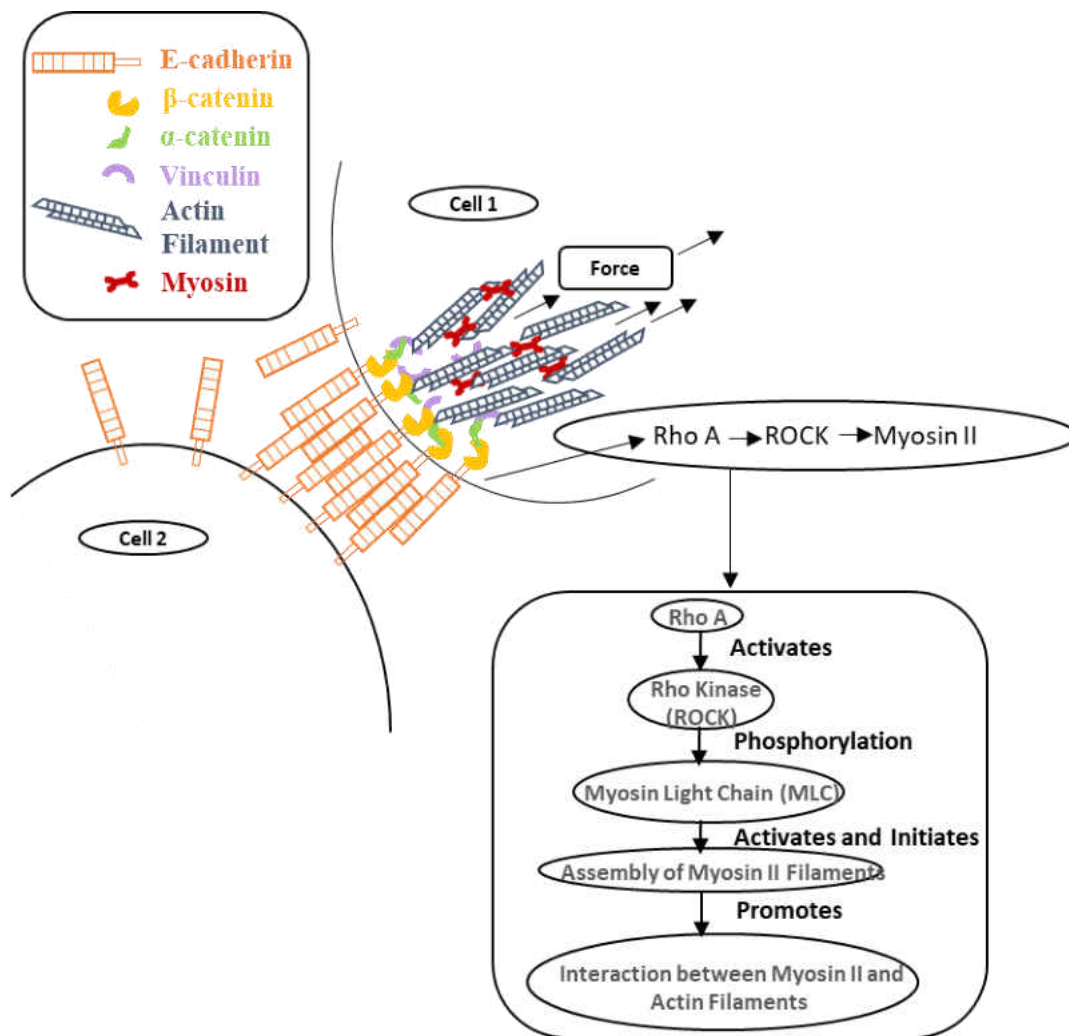 E-cadherin
β-catenin
α-catenin
Vinculín
Actin
Filament
Myosin
Cell 1
Force
Rho A → ROCK → Myosin II
Cell 2
Rho A
Activates
Rho Kinase
(ROCK)
Phosphorylation
Myosin Light Chain (MLC)
Activates and Initiates
Assembly of Myosin II Filaments
Promotes
Interaction between Myosin II and
Actin Filaments